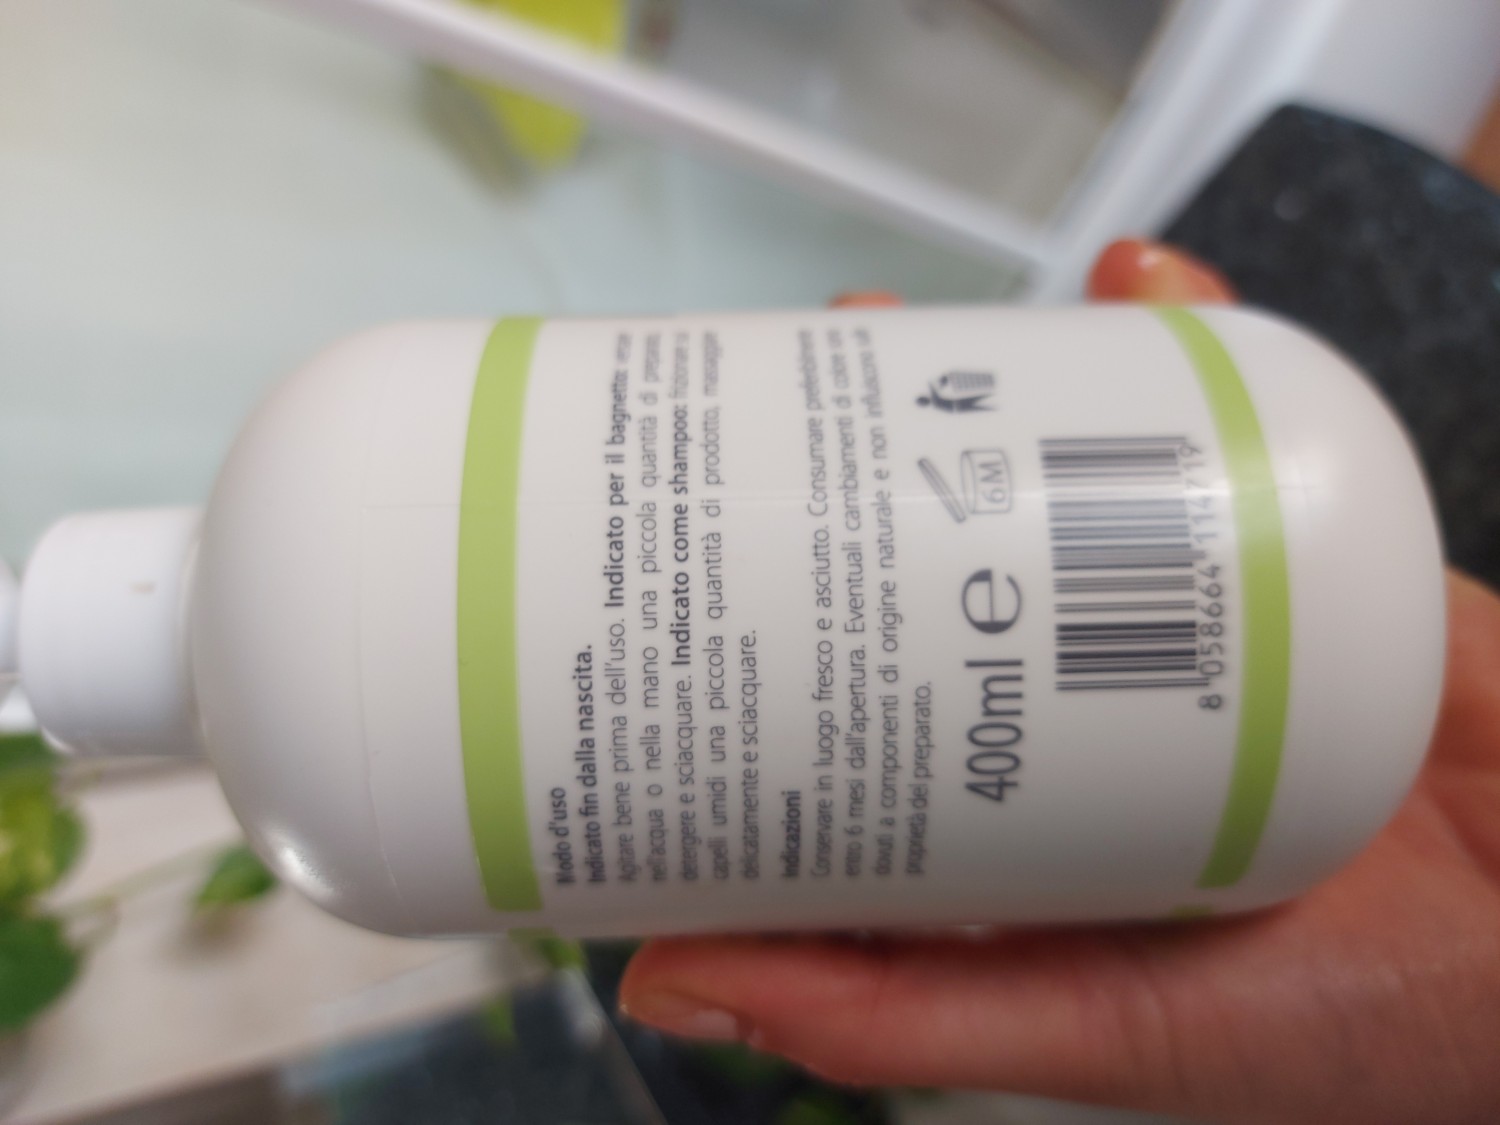 Modo d'uso
Indicato fin dalla nascita.
Agitare bene prima dell'uso. Indicato per il bagnetto: versare
nell'acqua o nella mano una piccola quantità di preparato,
detergere e sciacquare. Indicato come shampoo: frizionare su
capelli umidi una piccola quantità di prodotto, massaggiare
delicatamente e sciacquare.
Indicazioni
Conservare in luogo fresco e asciutto. Consumare preferibilmente
entro 6 mesi dall'apertura. Eventuali cambiamenti di colore sono
dovuti a componenti di origine naturale e non influiscono sulle
proprietà del preparato.
400ml e
6M
8 058664 114719